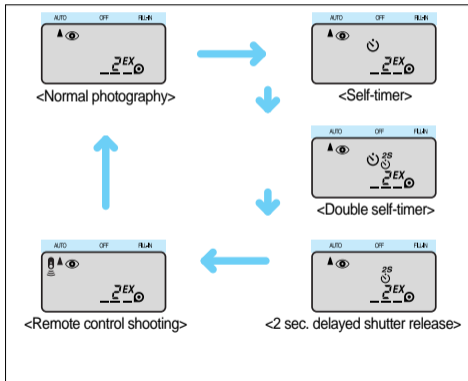 AUTO OFF FILL-IN
2EX
<Normal photography>
AUTO OFF FILL-IN
2EX
<Self-timer>
AUTO OFF FILL-IN
2S
2EX
<Double self-timer>
AUTO OFF FILL-IN
2S
2EX
<2 sec. delayed shutter release>
AUTO OFF FILL-IN
2EX
<Remote control shooting>